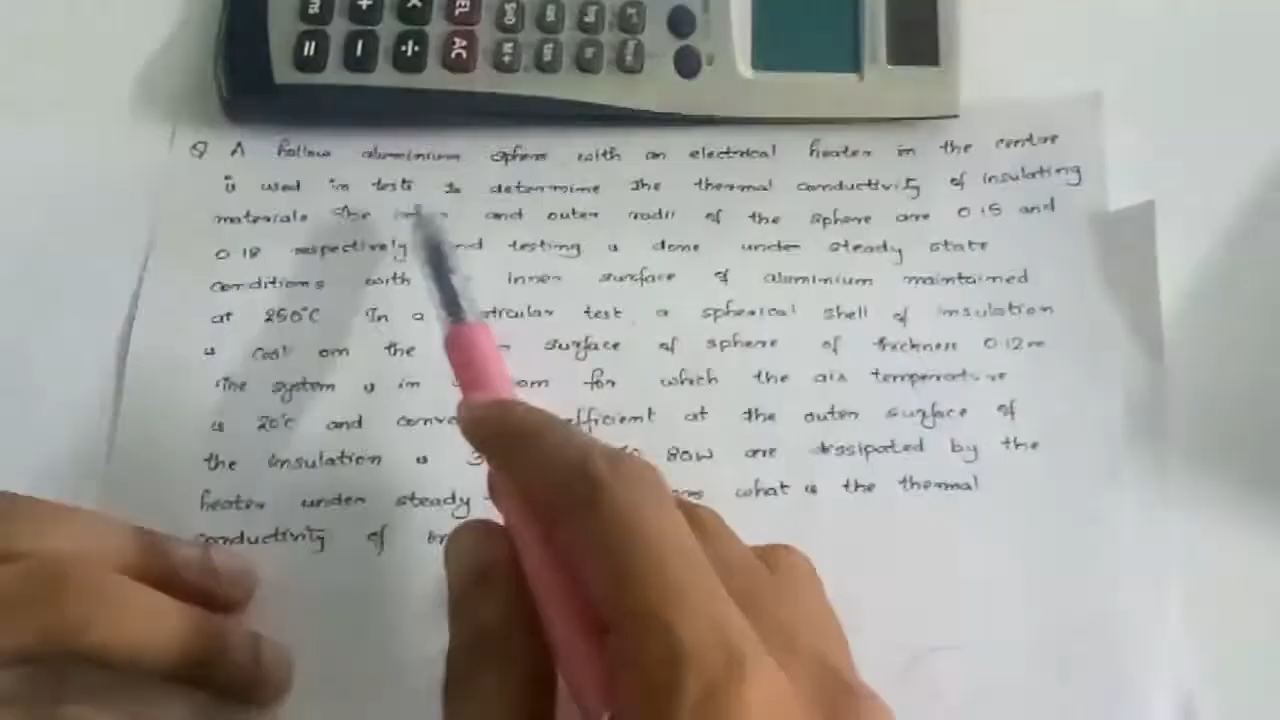 = - ÷ AC M+
Q A hollow aluminium sphere with an electrical heater in the centre
is used in tests to determine the thermal conductivity of insulating
materials The and outer radii of the sphere are 0.15 and
0.18 respectively and testing is done under steady state
conditions with inner surface of aluminium maintained
at 250°C In a test, a spherical shell of insulation
is cast on the surface of sphere of thickness 0.12m
The system is in for which the air temperature
is 20°C and at the outer surface of
the insulation is 80W are dissipated by the
heater under steady what is the thermal
conductivity of